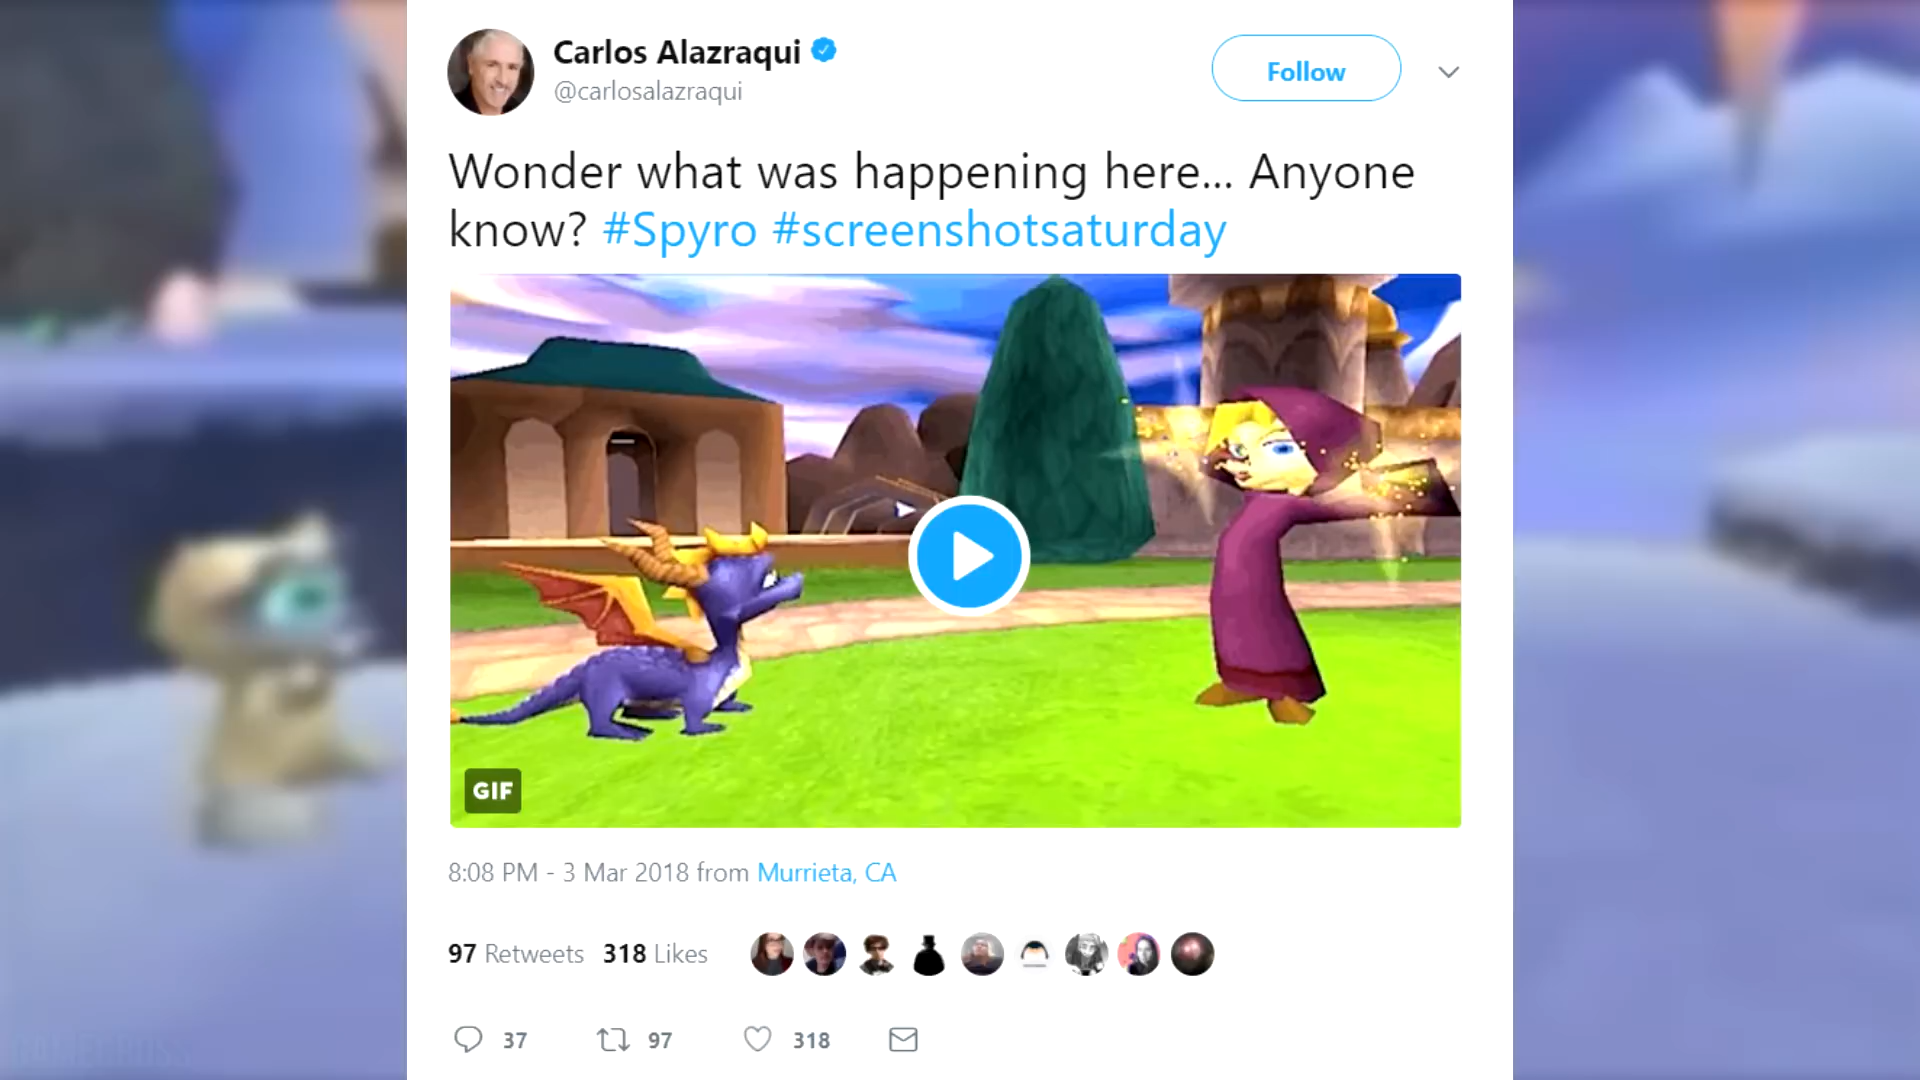 Carlos Alazraqui
@carlosalazraqui
Follow
Wonder what was happening here... Anyone
know? #Spyro #screenshotsaturday
GIF
8:08 PM - 3 Mar 2018 from Murrieta, CA
97 Retweets 318 Likes
37 97 318